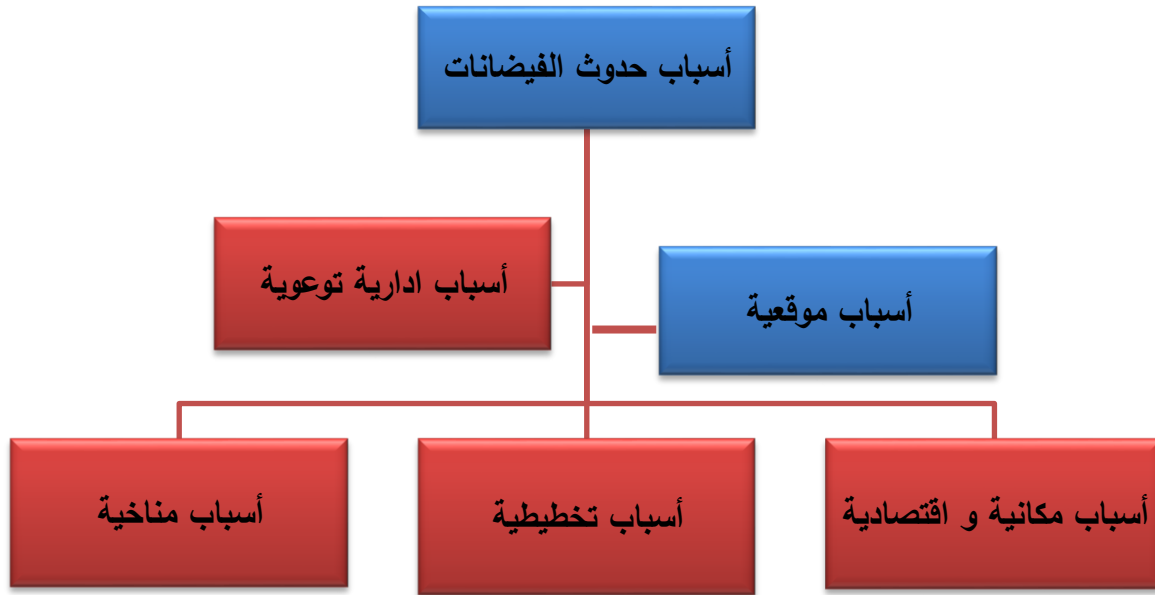 أسباب حدوث الفيضانات
أسباب موقعية
أسباب ادارية توعوية
أسباب مكانية و اقتصادية
أسباب تخطيطية
أسباب مناخية